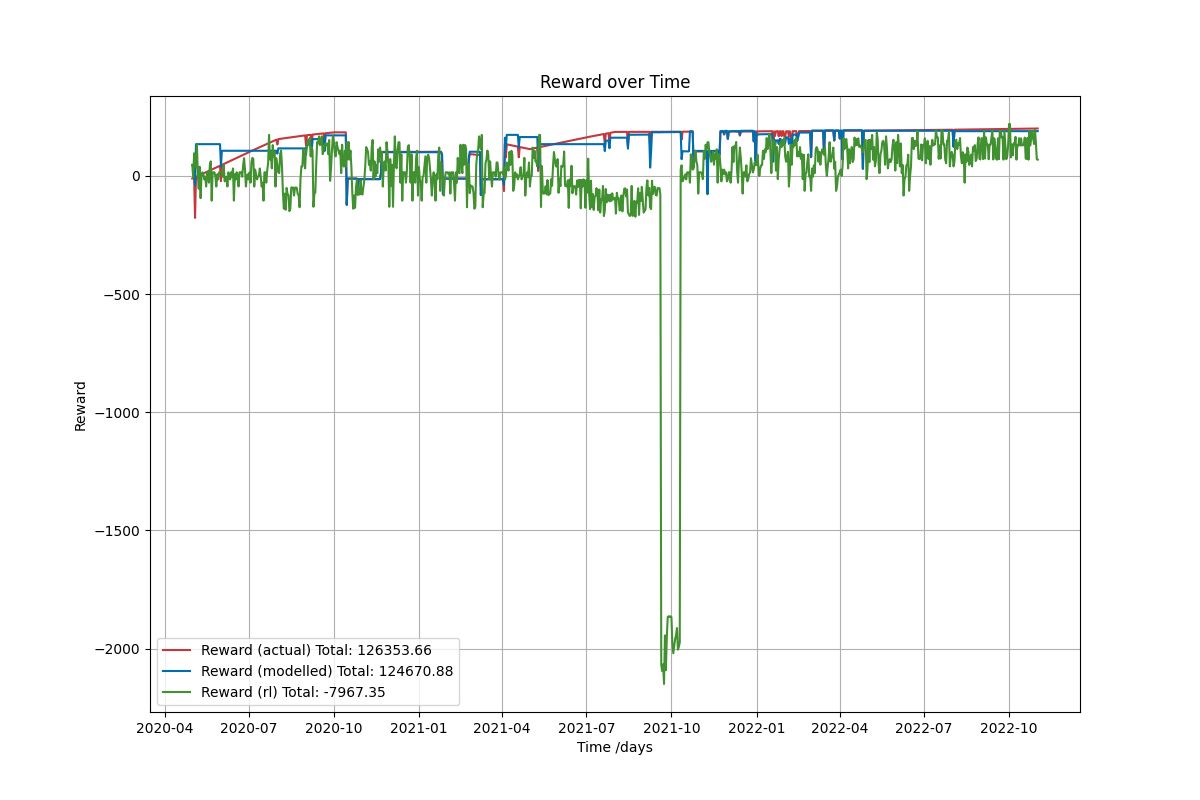 Reward over Time
Reward
0
−500
−1000
−1500
−2000
Reward (actual) Total: 126353.66
Reward (modelled) Total: 124670.88
Reward (rl) Total: -7967.35
2020-04 2020-07 2020-10 2021-01 2021-04 2021-07 2021-10 2022-01 2022-04 2022-07 2022-10
Time /days